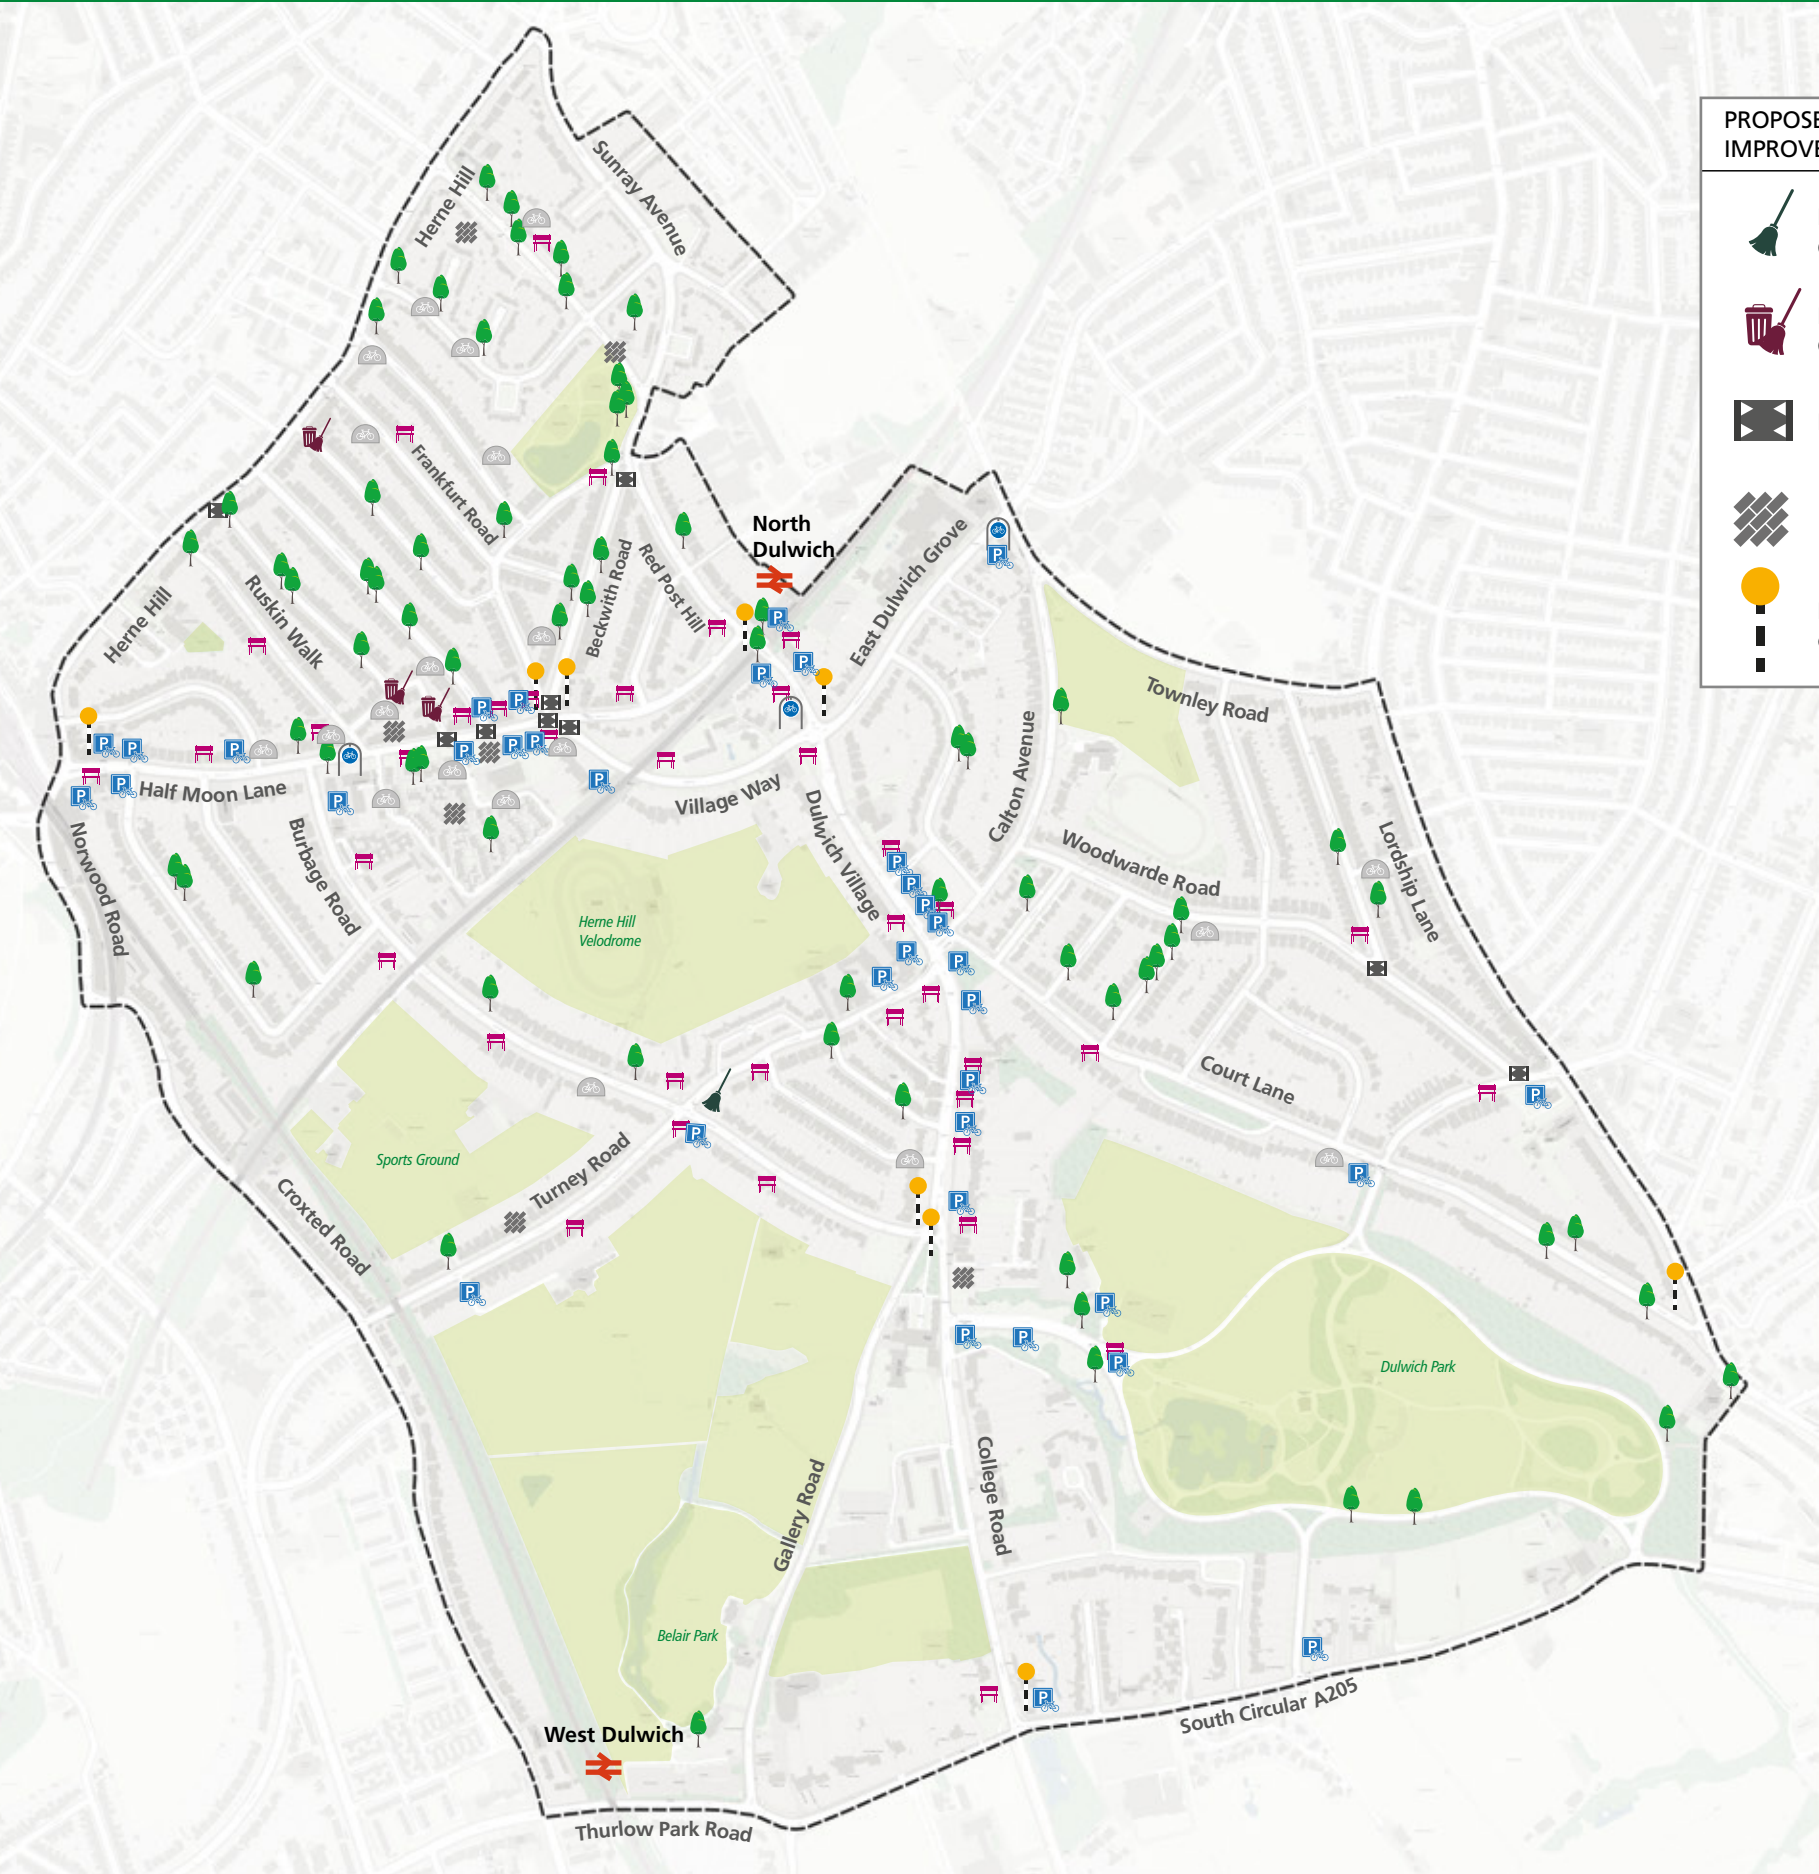 PROPOSE
IMPROVE
Sunray Avenue
Herne Hill
Frankfurt Road
North
Dulwich
East Dulwich Grove
Red Post Hill
Beckwith Road
Ruskin Walk
Herne Hill
Townley Road
Calton Avenue
Half Moon Lane
Village Way
Dulwich Village
Norwood Road
Burbage Road
Woodwarde Road
Lordship Lane
Herne Hill
Velodrome
Court Lane
Sports Ground
Turney Road
Croxted Road
Dulwich Park
College Road
Gallery Road
Belair Park
South Circular A205
West Dulwich
Thurlow Park Road